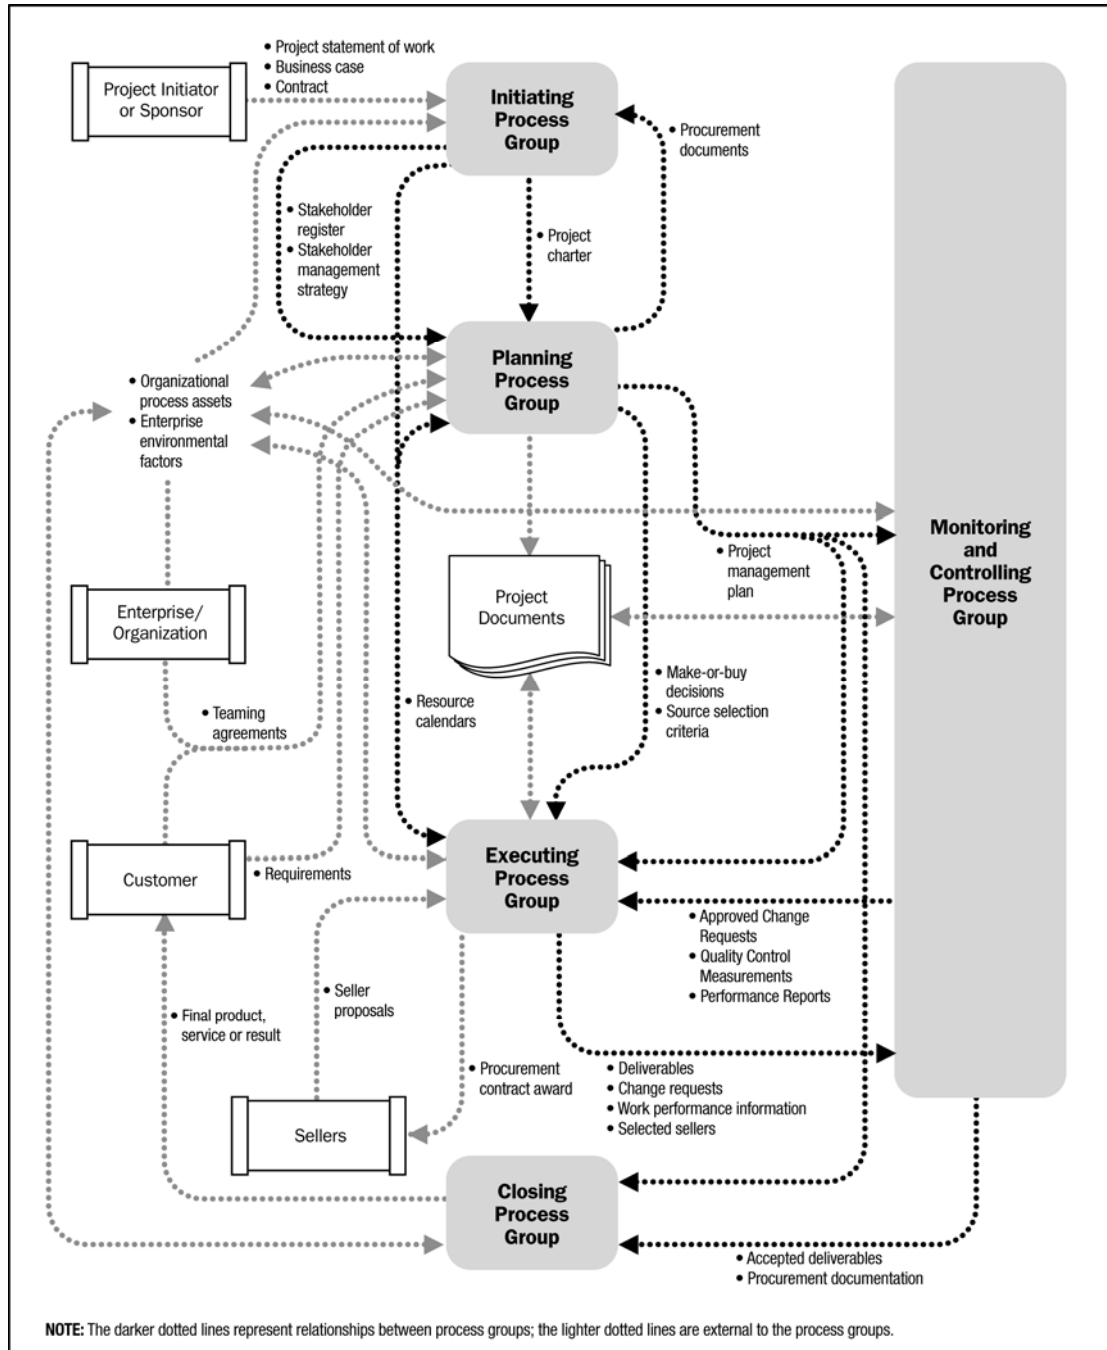 • Project statement of work
• Business case
• Contract
Project Initiator
or Sponsor
Initiating
Process
Group
• Procurement
documents
• Stakeholder
register
• Stakeholder
management
strategy
• Project
charter
Planning
Process
Group
• Organizational
process assets
• Enterprise
environmental
factors
Monitoring
and
Controlling
Process
Group
• Project
management
plan
Project
Documents
Enterprise/
Organization
• Make-or-buy
decisions
• Source selection
criteria
• Resource
calendars
• Teaming
agreements
Executing
Process
Group
Customer
• Requirements
• Approved Change
Requests
• Quality Control
Measurements
• Performance Reports
• Seller
proposals
• Final product,
service or result
• Procurement
contract award
• Deliverables
• Change requests
• Work performance information
• Selected sellers
Sellers
Closing
Process
Group
• Accepted deliverables
• Procurement documentation
NOTE: The darker dotted lines represent relationships between process groups; the lighter dotted lines are external to the process groups.